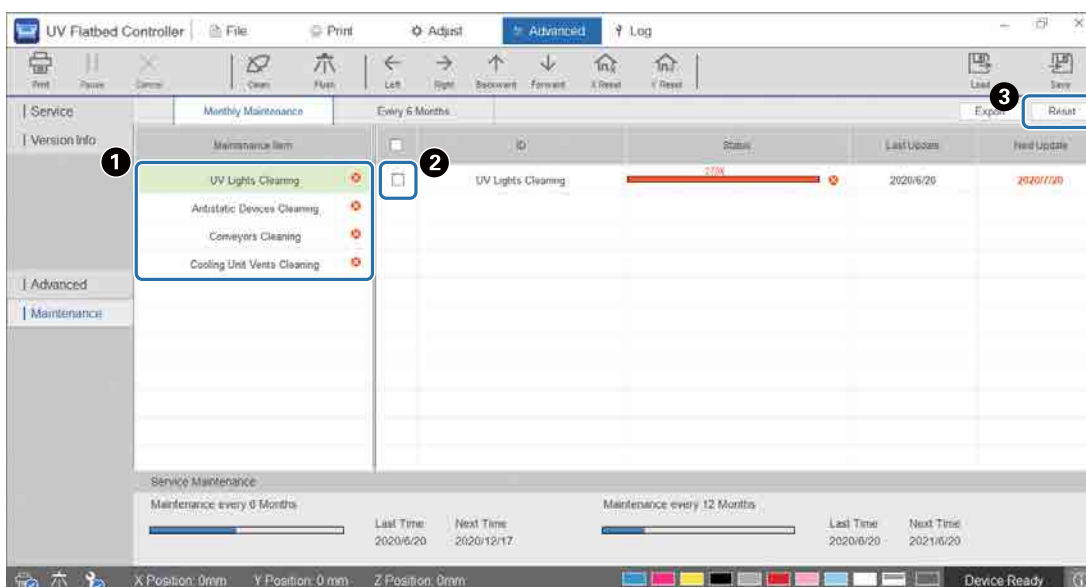 UV Flatbed Controller File Print Adjust Advanced Log
Print Pause Cancel Clean Flush Left Right Backward Forward X Reset Y Reset Load Save
Service Monthly Maintenance Every 6 Months Export Reset
3
Version Info Maintenance Item ID Status Last Update Next Update
1 2
UV Lights Cleaning UV Lights Cleaning 2020/6/20 2020/7/20
Antistatic Devices Cleaning
Conveyors Cleaning
Cooling Unit Vents Cleaning
Advanced
Maintenance
Service Maintenance
Maintenance every 6 Months Maintenance every 12 Months
Last Time Next Time Last Time Next Time
2020/6/20 2020/12/17 2020/6/20 2021/6/20
X Position: 0mm Y Position: 0 mm Z Position: 0mm Device Ready